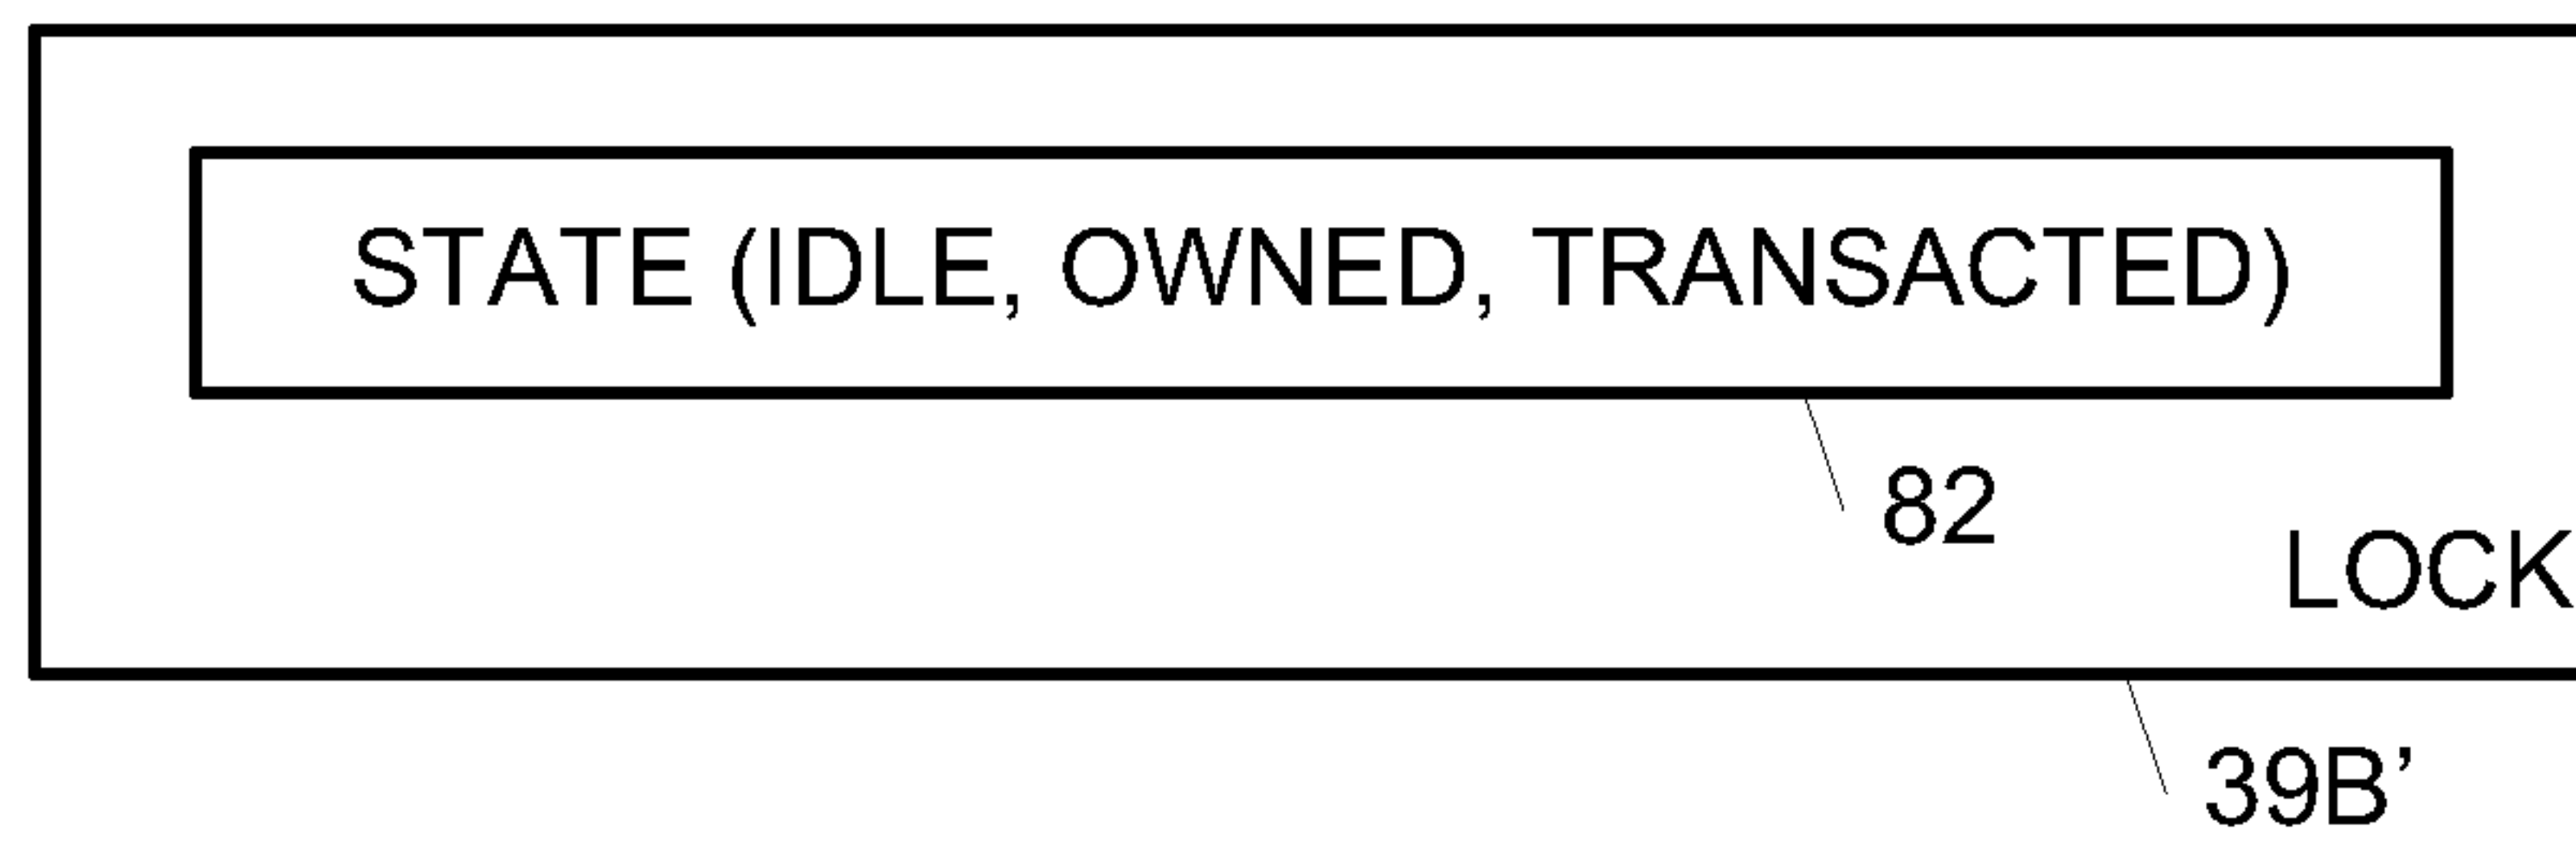 STATE (IDLE, OWNED, TRANSACTED)
82
LOCK
39B’